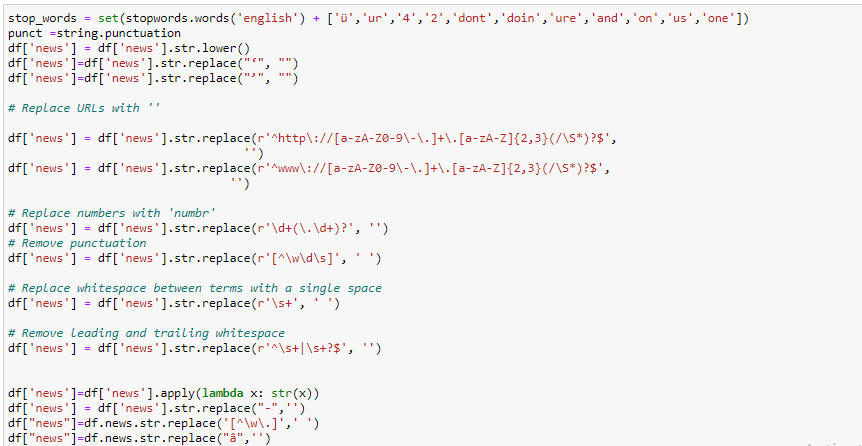 stop_words = set(stopwords.words('english') + ['ü','ur','4','2','dont','doin','ure','and','on','us','one'])
punct =string.punctuation
df['news'] = df['news'].str.lower()
df['news']=df['news'].str.replace("‘", "")
df['news']=df['news'].str.replace("’", "")
# Replace URLs with ''
df['news'] = df['news'].str.replace(r'^http\://[a-zA-Z0-9\-\.]+\.[a-zA-Z]{2,3}(/\S*)?$',
'')
df['news'] = df['news'].str.replace(r'^www\://[a-zA-Z0-9\-\.]+\.[a-zA-Z]{2,3}(/\S*)?$',
'')
# Replace numbers with 'numbr'
df['news'] = df['news'].str.replace(r'\d+(\.\d+)?', '')
# Remove punctuation
df['news'] = df['news'].str.replace(r'[^\w\d\s]', ' ')
# Replace whitespace between terms with a single space
df['news'] = df['news'].str.replace(r'\s+', ' ')
# Remove leading and trailing whitespace
df['news'] = df['news'].str.replace(r'^\s+|\s+?$', '')
df['news']=df['news'].apply(lambda x: str(x))
df['news'] = df['news'].str.replace("-",'')
df["news"]=df.news.str.replace('[^\w\.]',' ')
df["news"]=df.news.str.replace("â",'')